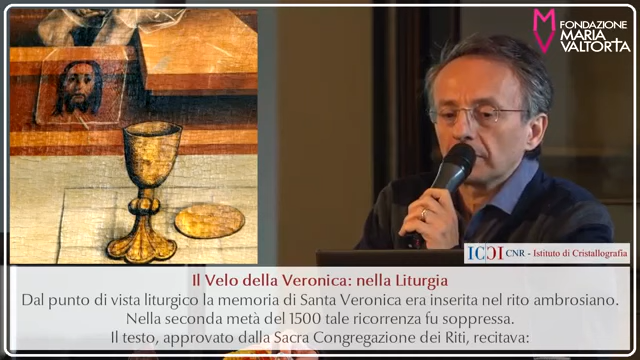 FONDAZIONE
MARIA
VALTORTA
IC CNR - Istituto di Cristallografia
Il Velo della Veronica: nella Liturgia
Dal punto di vista liturgico la memoria di Santa Veronica era inserita nel rito ambrosiano.
Nella seconda metà del 1500 tale ricorrenza fu soppressa.
Il testo, approvato dalla Sacra Congregazione dei Riti, recitava: